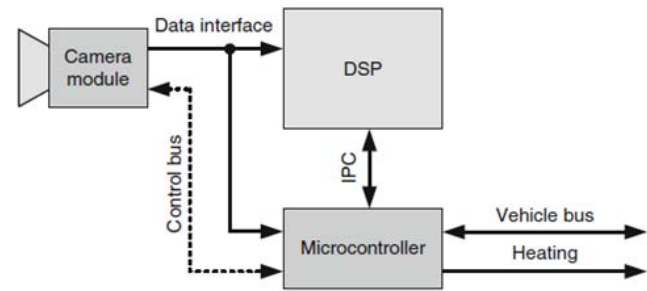 Data interface
Camera
module
DSP
Control bus
IPC
Microcontroller
Vehicle bus
Heating